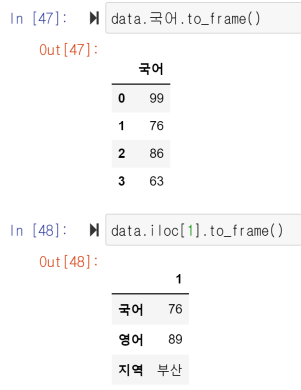 In [47]: data.국어.to_frame()
Out[47]:
국어
0 99
1 76
2 86
3 63
In [48]: data.iloc[1].to_frame()
Out[48]:
1
국어 76
영어 89
지역 부산